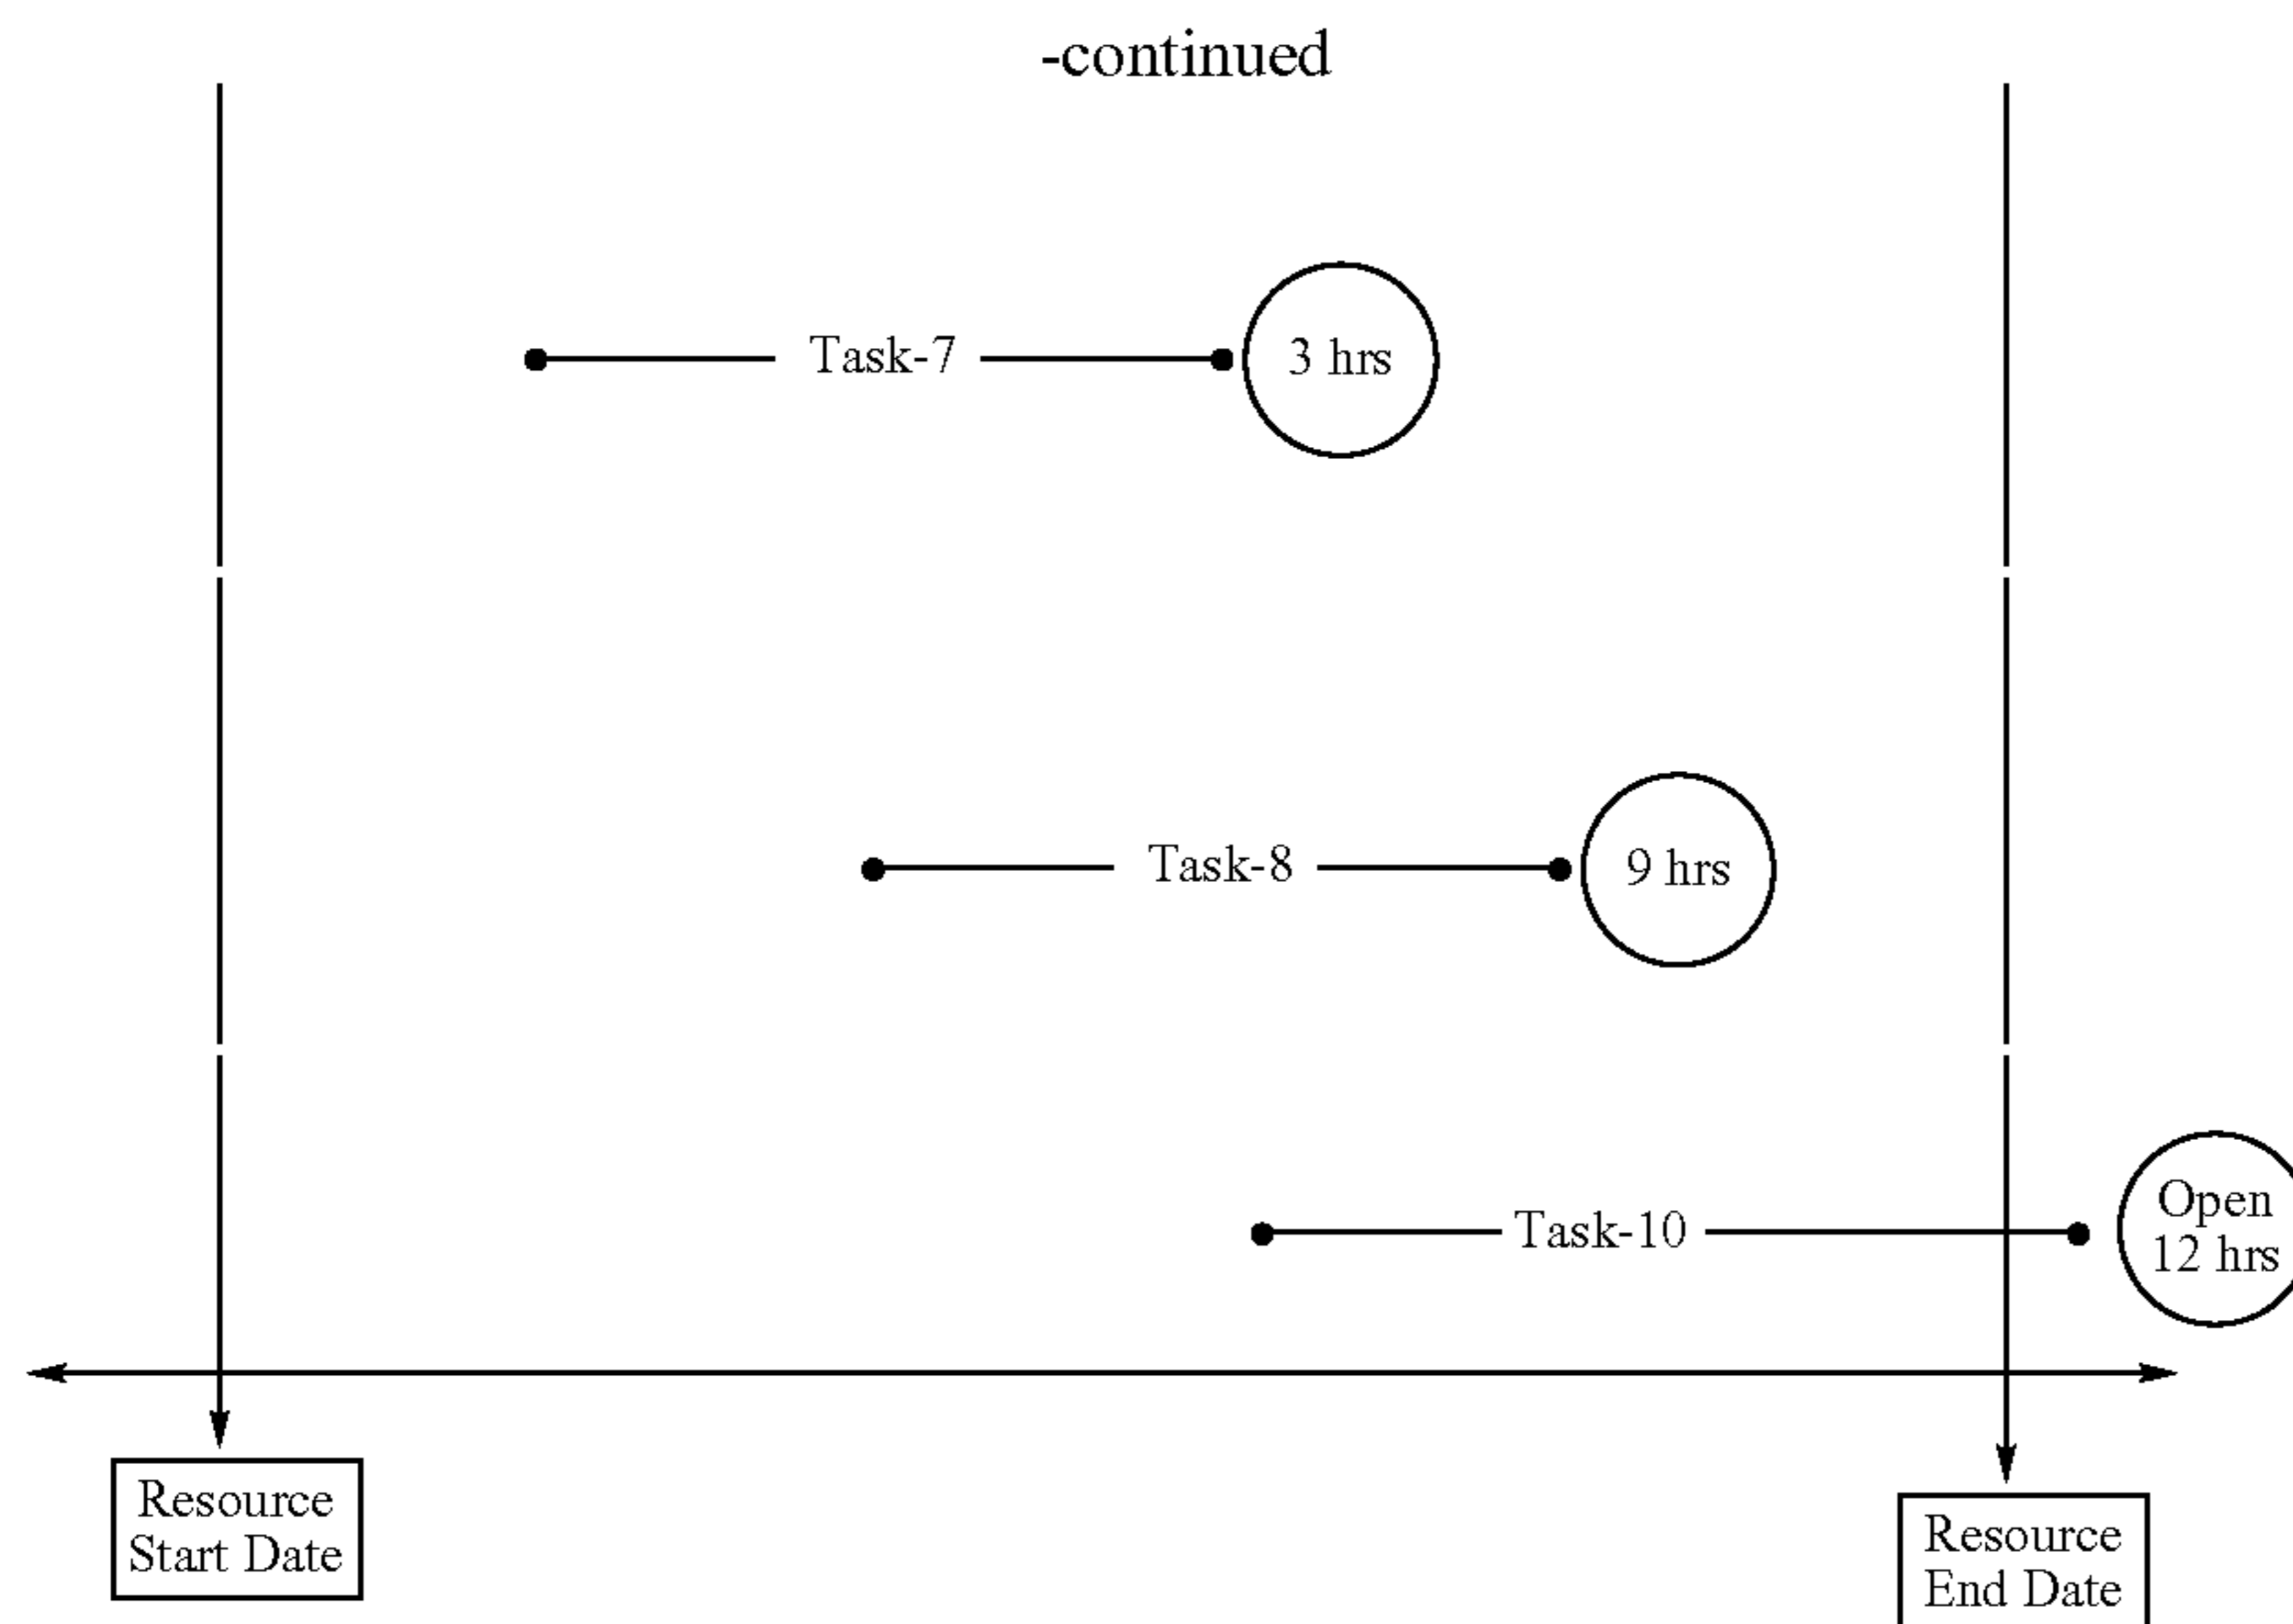 -continued
Task-7
3 hrs
Task-8
9 hrs
Task-10
Open
12 hrs
Resource
Start Date
Resource
End Date